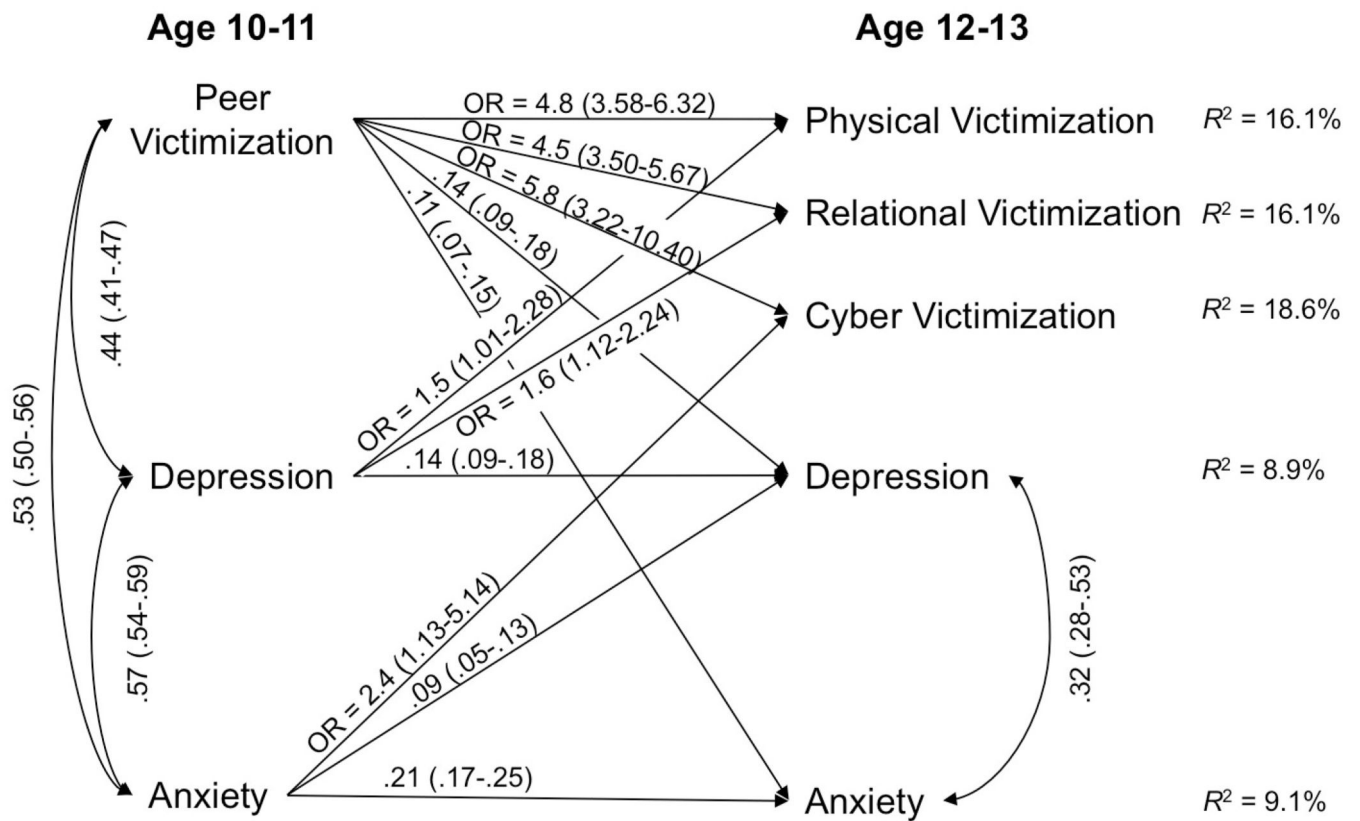 Age 10-11
Age 12-13
Peer
Victimization
OR = 4.8 (3.58-6.32)
Physical Victimization
R² = 16.1%
OR = 4.5 (3.50-5.67)
OR = 5.8 (3.22-10.40)
.14 (.09-.18)
.11 (.07-.15)
Relational Victimization
R² = 16.1%
.44 (.41-.47)
Cyber Victimization
R² = 18.6%
OR = 1.5 (1.01-2.28)
OR = 1.6 (1.12-2.24)
.53 (.50-.56)
Depression
.14 (.09-.18)
Depression
R² = 8.9%
.57 (.54-.59)
OR = 2.4 (1.13-5.14)
.09 (.05-.13)
.32 (.28-.53)
Anxiety
.21 (.17-.25)
Anxiety
R² = 9.1%